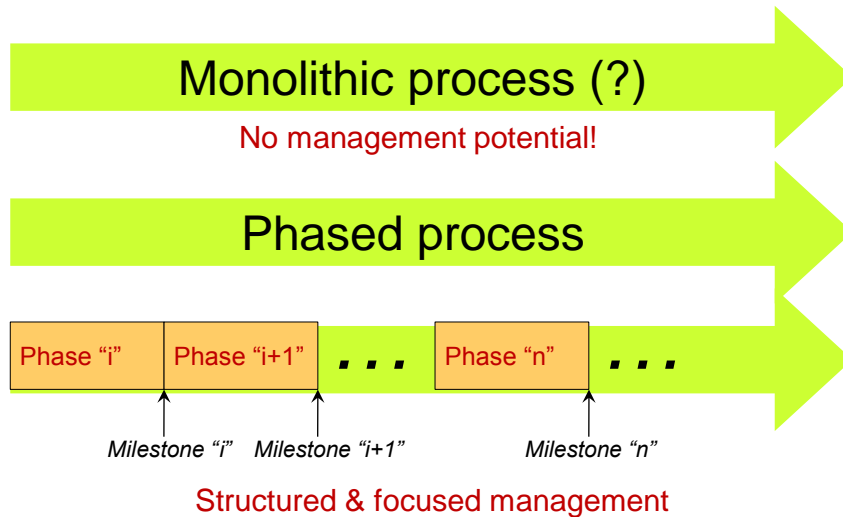 Monolithic process (?)
No management potential!
Phased process
Phase “i” Phase “i+1” . . . Phase “n” . . .
Milestone “i” Milestone “i+1” Milestone “n”
Structured & focused management